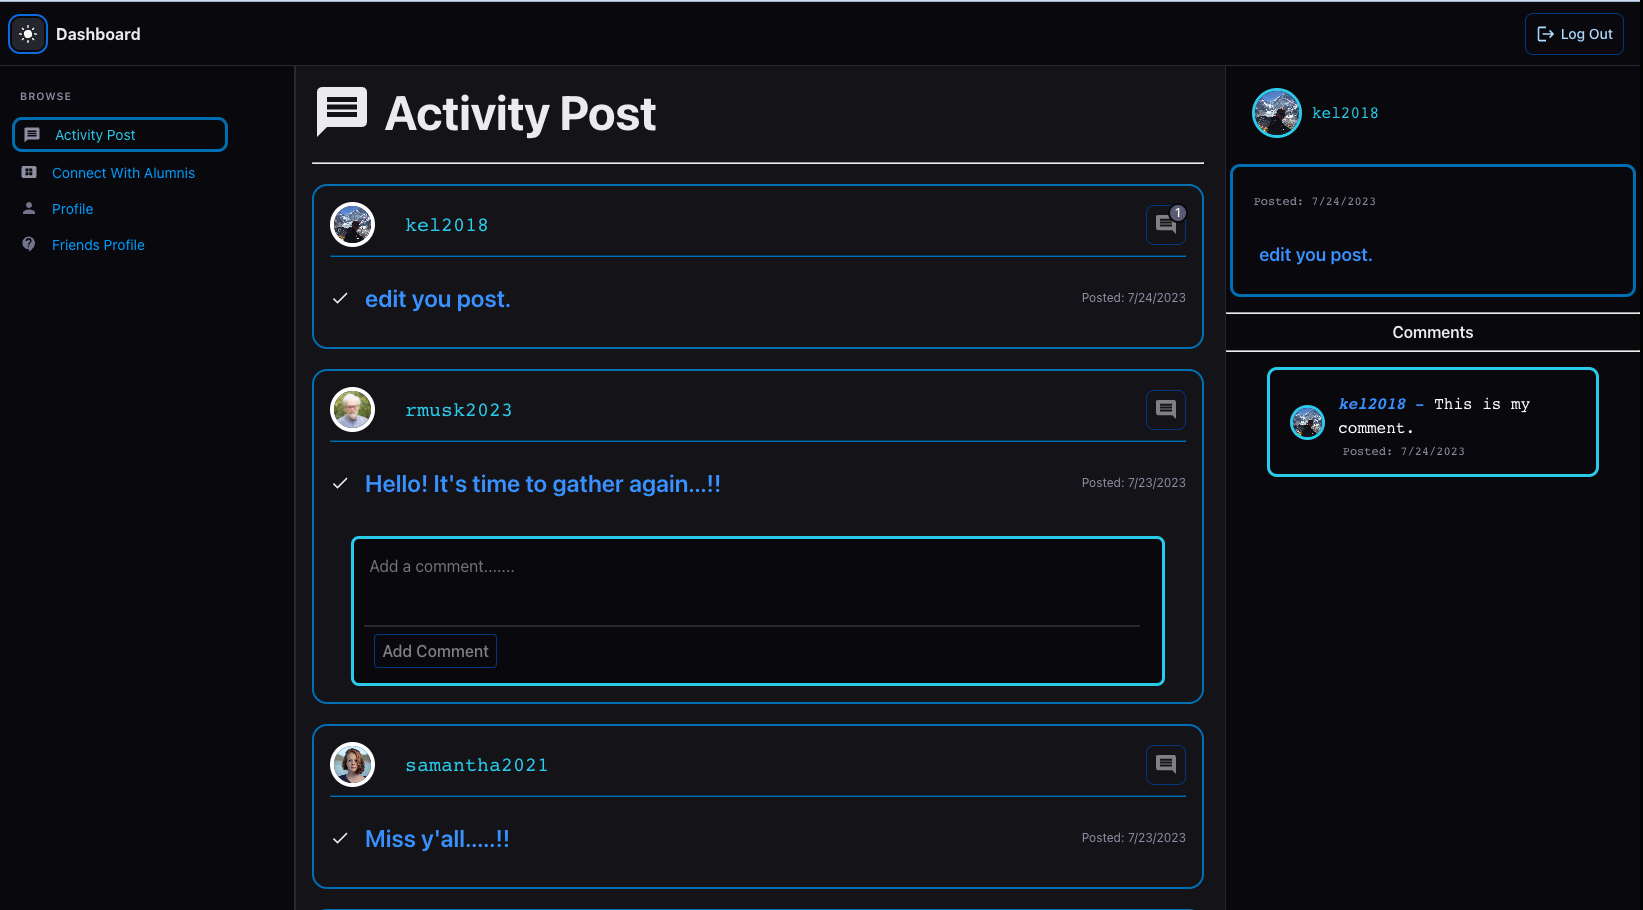 Dashboard
Log Out
BROWSE
Activity Post
Connect With Alumnis
Profile
Friends Profile
Activity Post
kel2018
1
edit you post.
Posted: 7/24/2023
rmusk2023
Hello! It's time to gather again...!!
Posted: 7/23/2023
Add a comment.......
Add Comment
samantha2021
Miss y'all.....!!
Posted: 7/23/2023
kel2018
Posted: 7/24/2023
edit you post.
Comments
kel2018 - This is my
comment.
Posted: 7/24/2023